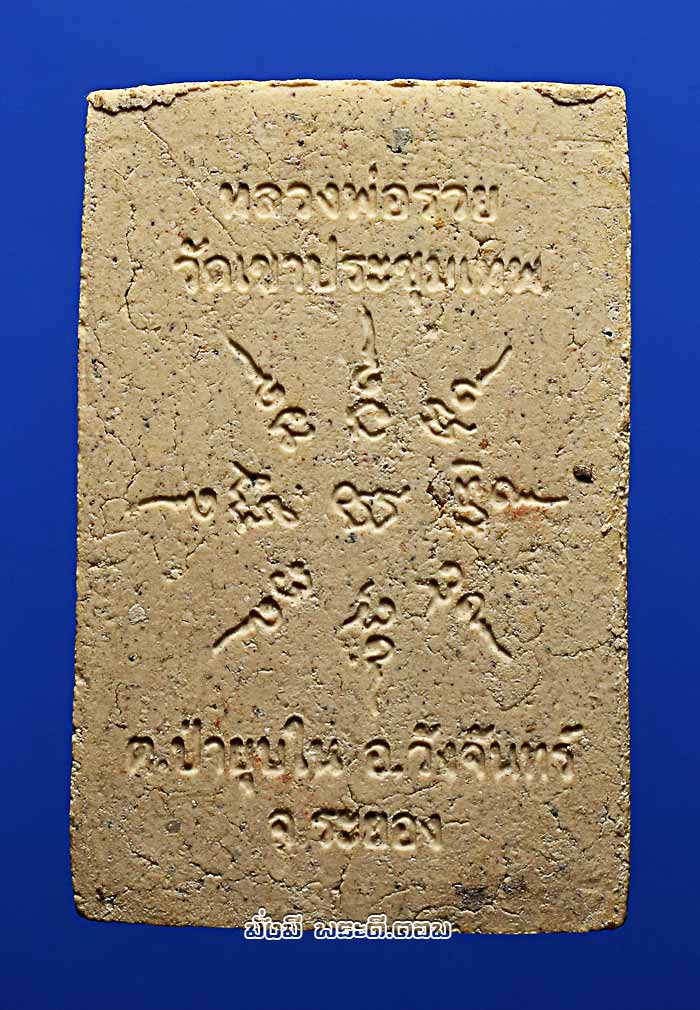 หลวงพ่อรวย
วัดเขาประชุมเทพ
ต.ป่ายุบใน อ.วังจันทร์
จ.ระยอง
มั่งมี พระดี.คอม